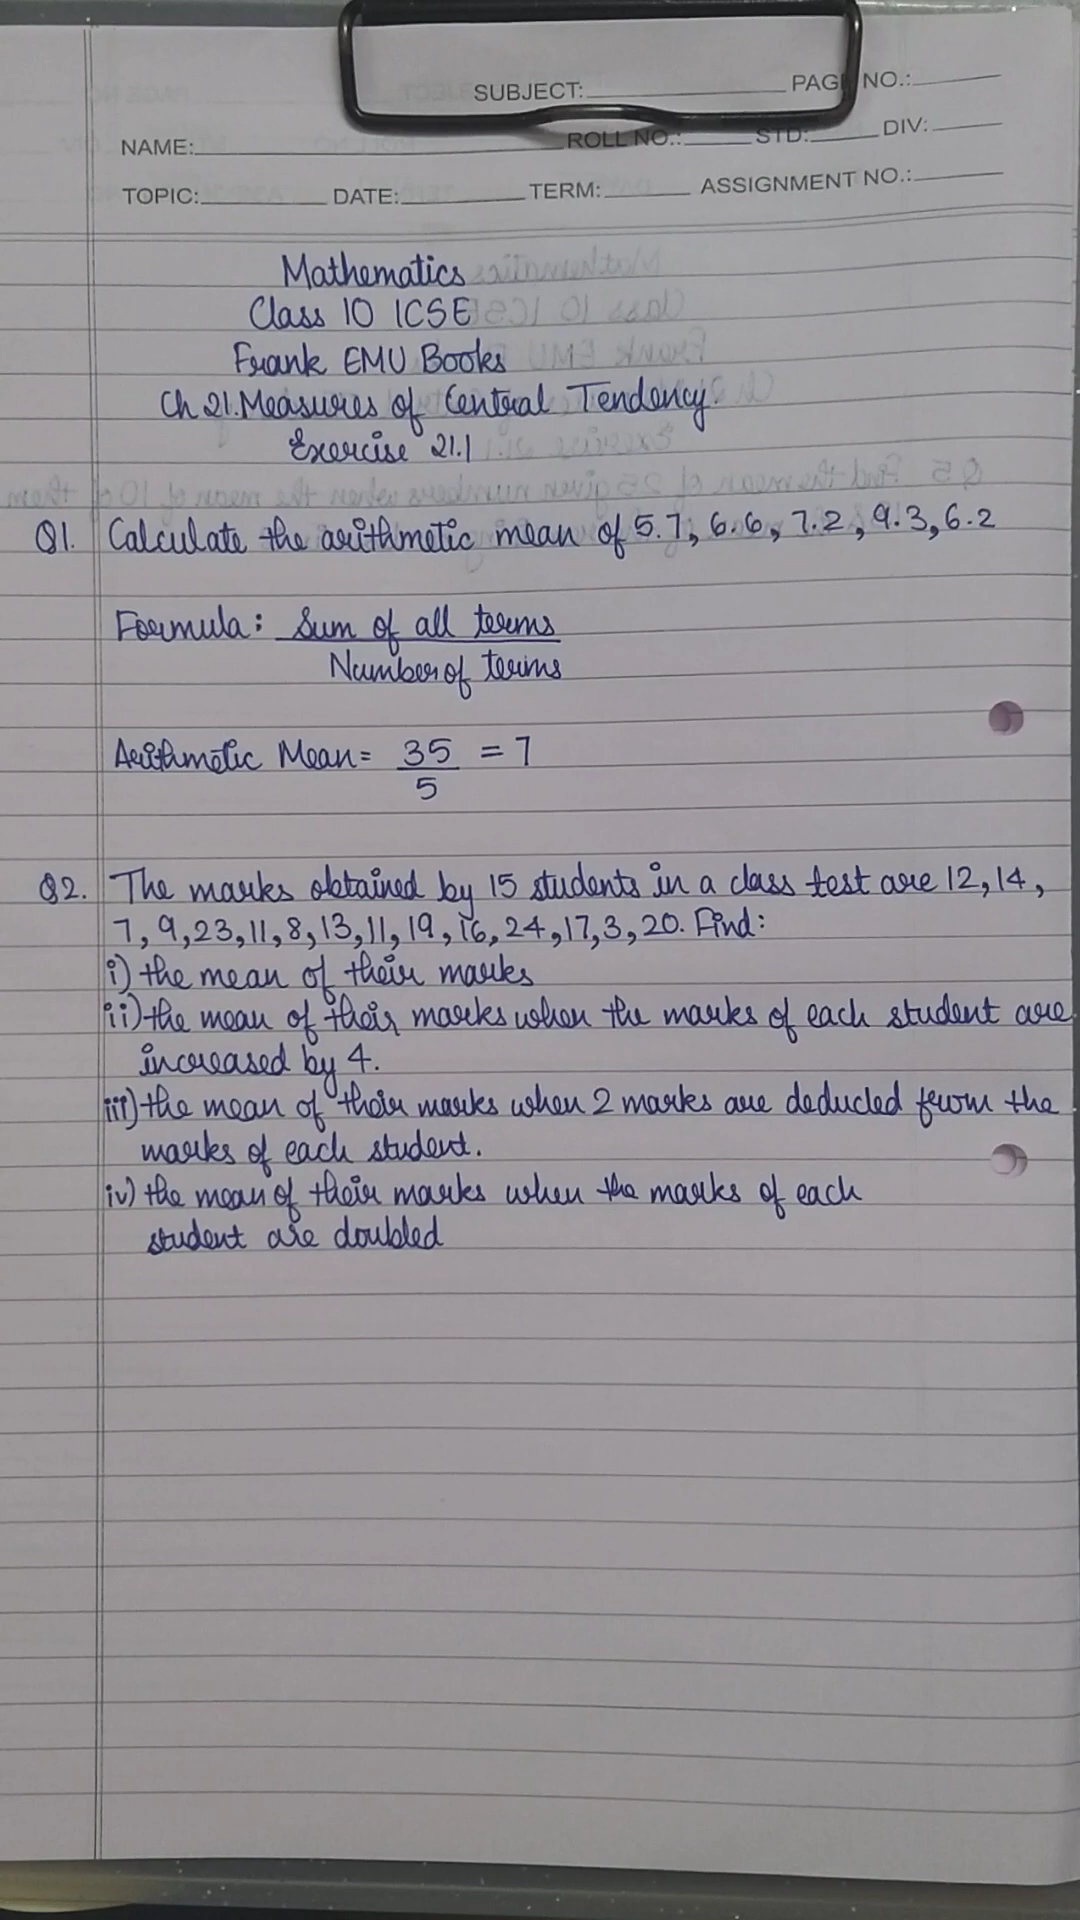 SUBJECT: PAGE NO.:
NAME: ROLL NO.: STD: DIV:
TOPIC: DATE: TERM: ASSIGNMENT NO.:
Mathematics
Class 10 ICSE
Frank EMU Books
Ch 21. Measures of Central Tendency.
Exercise 21.1
Q1. Calculate the arithmetic mean of 5.7, 6.6, 7.2, 9.3, 6.2
Formula: Sum of all terms
Number of terms
Arithmetic Mean = 35 = 7
5
Q2. The marks obtained by 15 students in a class test are 12, 14,
7, 9, 23, 11, 8, 13, 11, 19, 16, 24, 17, 3, 20. Find:
i) the mean of their marks
ii) the mean of their marks when the marks of each student are
increased by 4.
iii) the mean of their marks when 2 marks are deducted from the
marks of each student.
iv) the mean of their marks when the marks of each
student are doubled